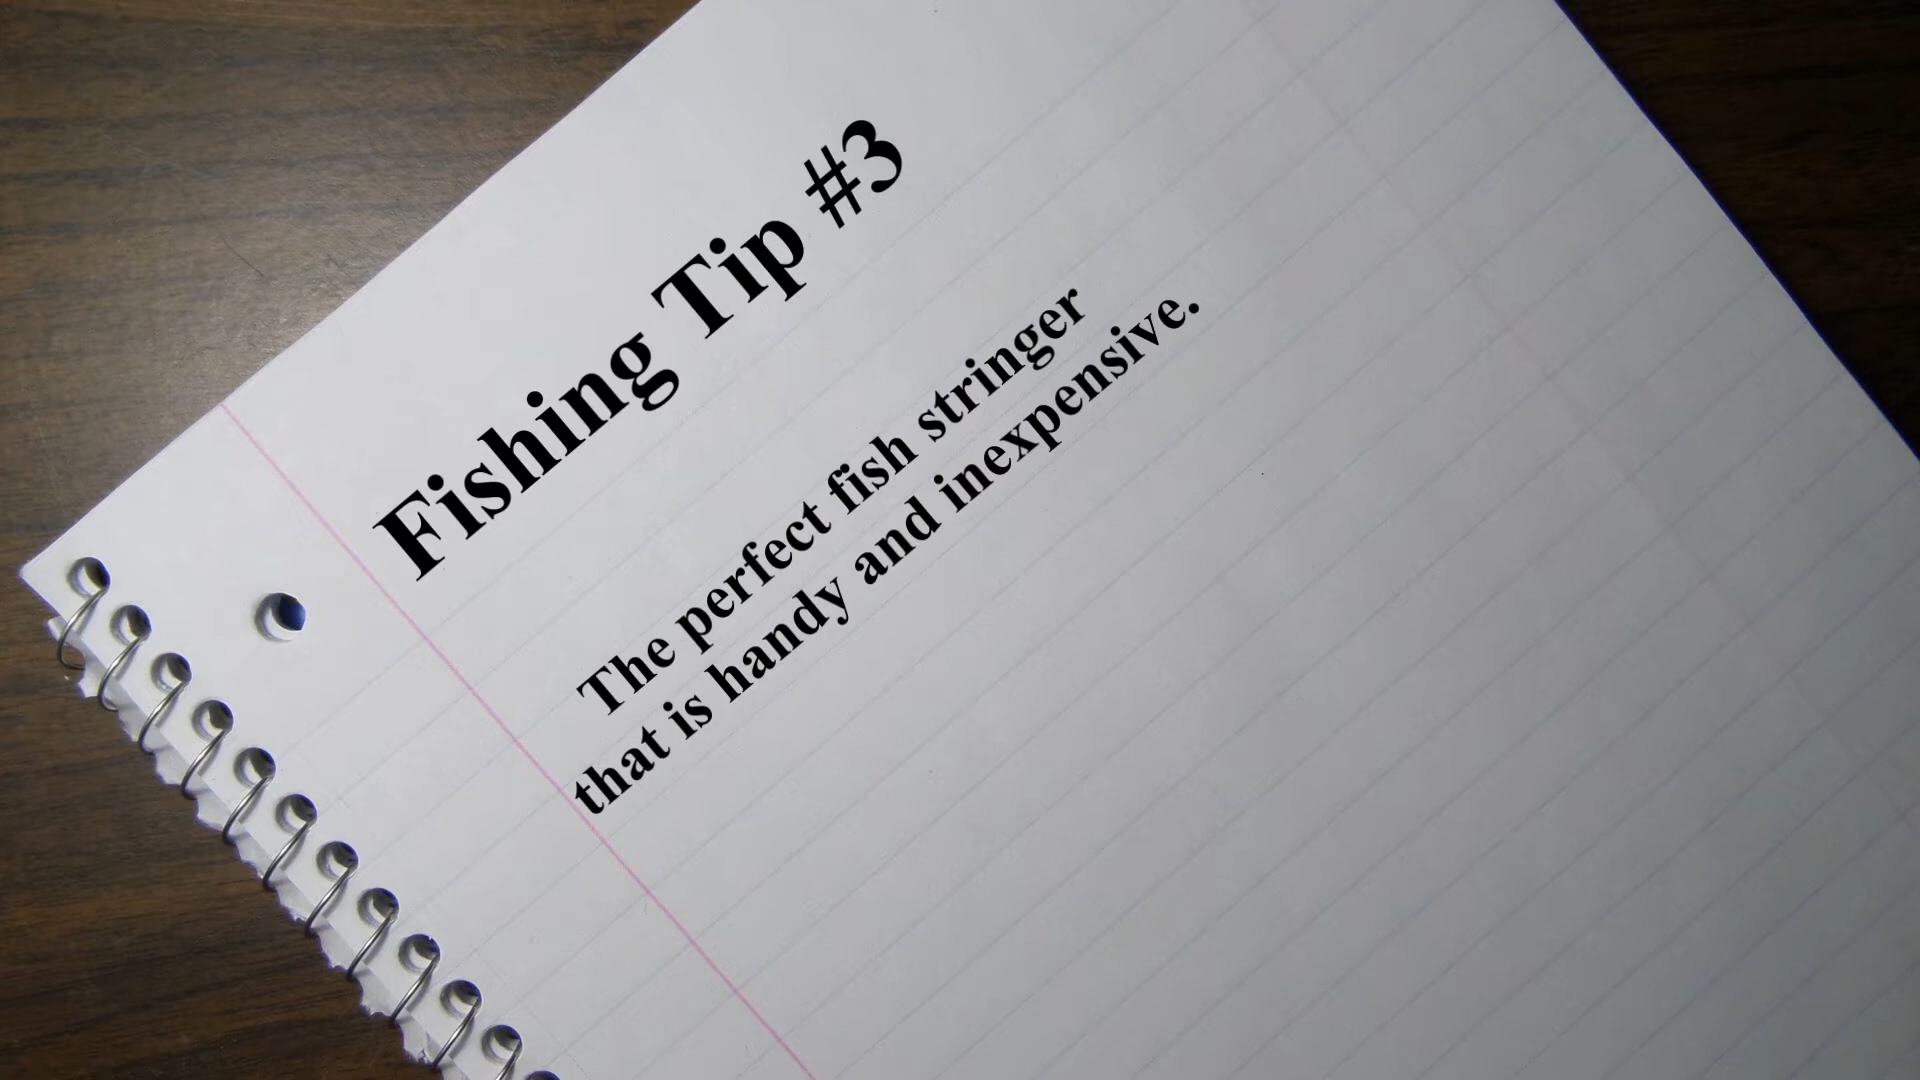 Fishing Tip #3
The perfect fish stringer
that is handy and inexpensive.